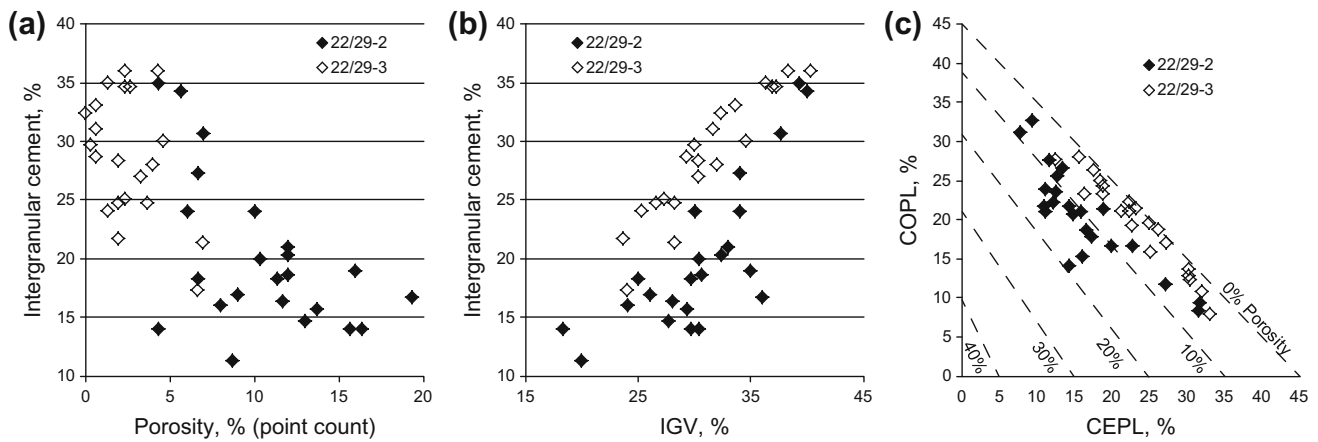 (a)
Intergranular cement, %
40
35
30
25
20
15
10
0 5 10 15 20
Porosity, % (point count)
22/29-2
22/29-3
(b)
Intergranular cement, %
40
35
30
25
20
15
10
15 25 35 45
IGV, %
22/29-2
22/29-3
(c)
COPL, %
45
40
35
30
25
20
15
10
5
0
0 5 10 15 20 25 30 35 40 45
CEPL, %
22/29-2
22/29-3
40%
30%
20%
10%
0% Porosity